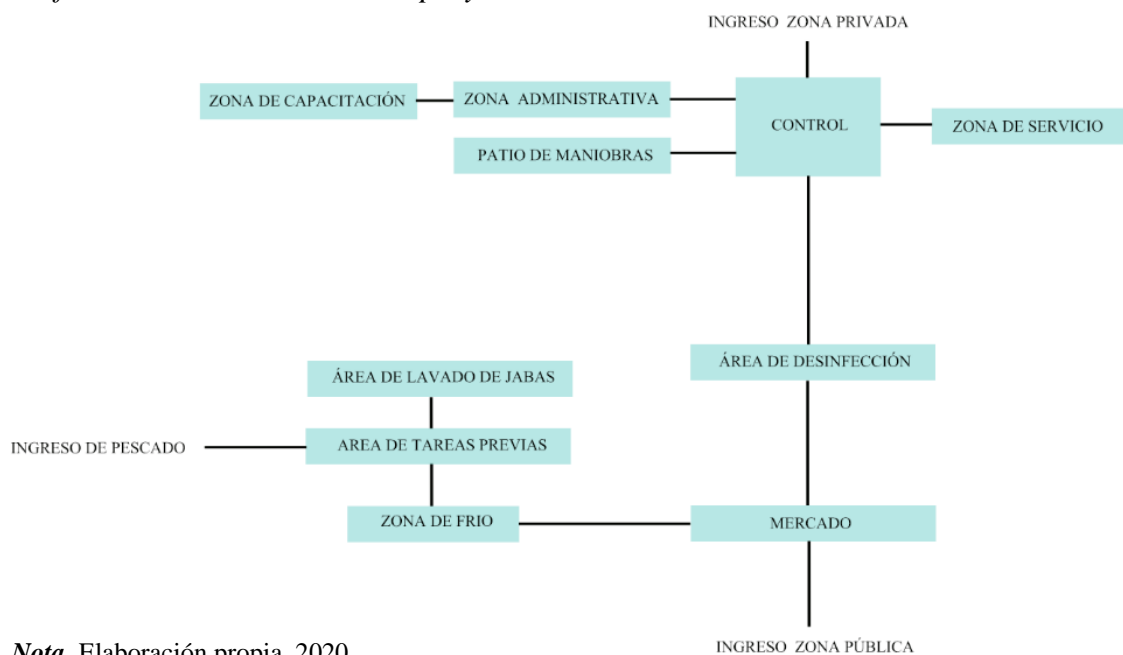 INGRESO ZONA PRIVADA
ZONA DE CAPACITACIÓN
ZONA ADMINISTRATIVA
CONTROL
ZONA DE SERVICIO
PATIO DE MANIOBRAS
ÁREA DE DESINFECCIÓN
ÁREA DE LAVADO DE JABAS
INGRESO DE PESCADO
AREA DE TAREAS PREVIAS
ZONA DE FRIO
MERCADO
INGRESO ZONA PÚBLICA
Nota. Elaboración propia, 2020